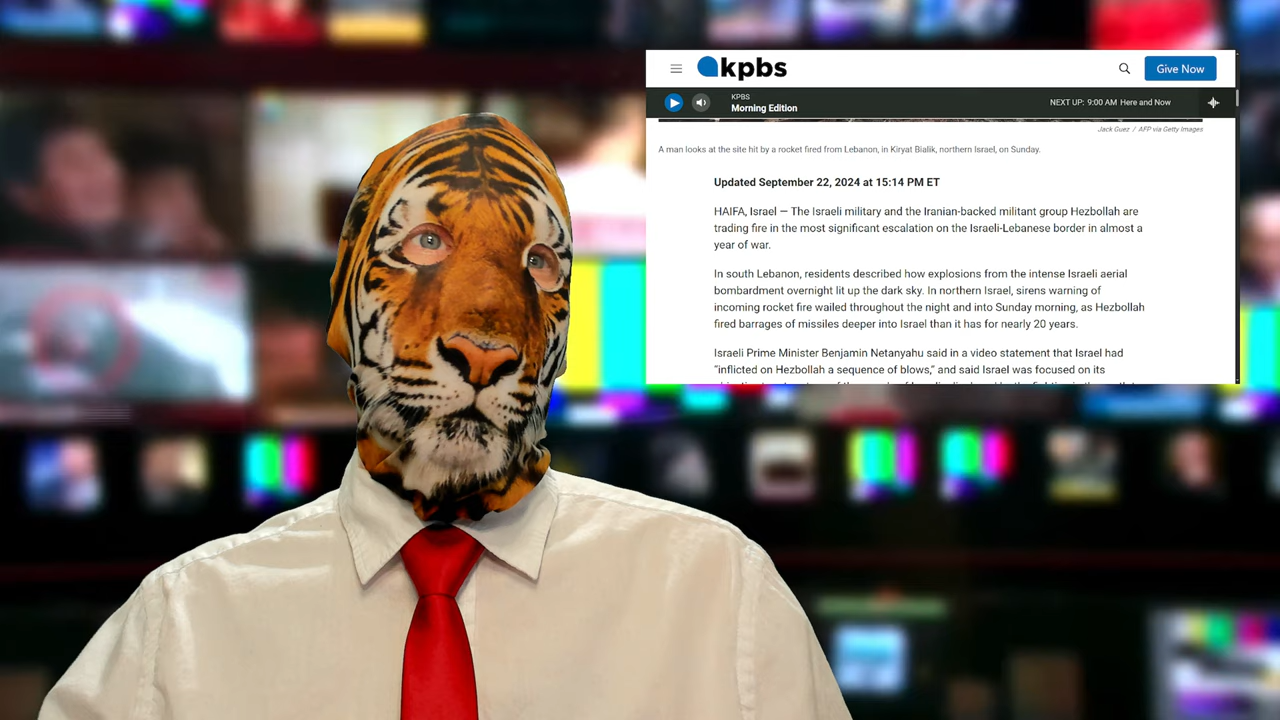 kpbs
Give Now
KPBS
Morning Edition
NEXT UP: 9:00 AM Here and Now
Jack Guez / AFP via Getty Images
A man looks at the site hit by a rocket fired from Lebanon, in Kiryat Bialik, northern Israel, on Sunday.
Updated September 22, 2024 at 15:14 PM ET
HAIFA, Israel — The Israeli military and the Iranian-backed militant group Hezbollah are
trading fire in the most significant escalation on the Israeli-Lebanese border in almost a
year of war.
In south Lebanon, residents described how explosions from the intense Israeli aerial
bombardment overnight lit up the dark sky. In northern Israel, sirens warning of
incoming rocket fire wailed throughout the night and into Sunday morning, as Hezbollah
fired barrages of missiles deeper into Israel than it has for nearly 20 years.
Israeli Prime Minister Benjamin Netanyahu said in a video statement that Israel had
"inflicted on Hezbollah a sequence of blows," and said Israel was focused on its